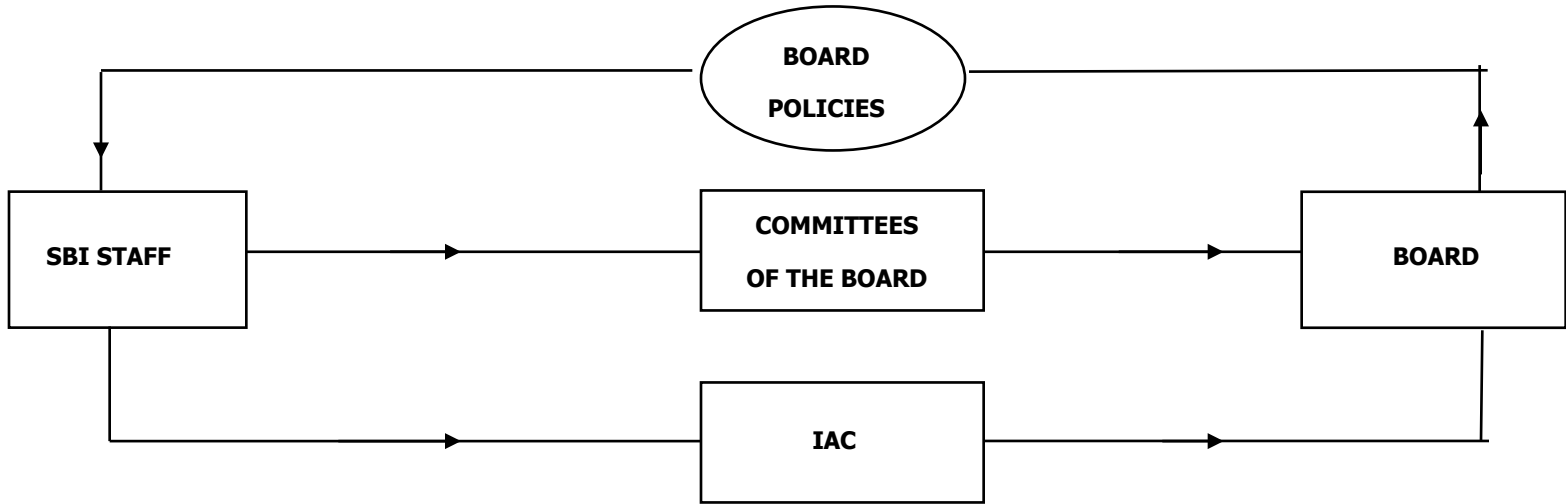 BOARD
POLICIES
SBI STAFF
COMMITTEES
OF THE BOARD
BOARD
IAC